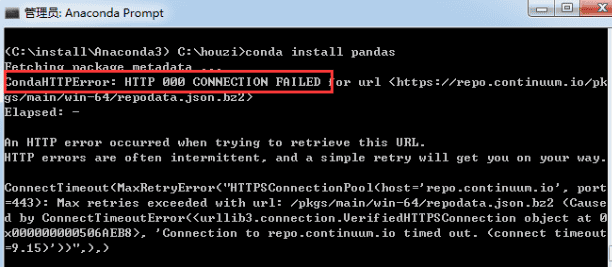 管理员: Anaconda Prompt
(C:\install\Anaconda3) C:\houzi>conda install pandas
Fetching package metadata ...
CondaHTTPError: HTTP 000 CONNECTION FAILED for url <https://repo.continuum.io/pk
gs/main/win-64/repodata.json.bz2>
Elapsed: -
An HTTP error occurred when trying to retrieve this URL.
HTTP errors are often intermittent, and a simple retry will get you on your way.
ConnectTimeout(MaxRetryError("HTTPSConnectionPool(host='repo.continuum.io', port
=443): Max retries exceeded with url: /pkgs/main/win-64/repodata.json.bz2 (Cause
d by ConnectTimeoutError(<urllib3.connection.VerifiedHTTPSConnection object at 0
x000000000506AEB8>, 'Connection to repo.continuum.io timed out. (connect timeout
=9.15)'))",),)